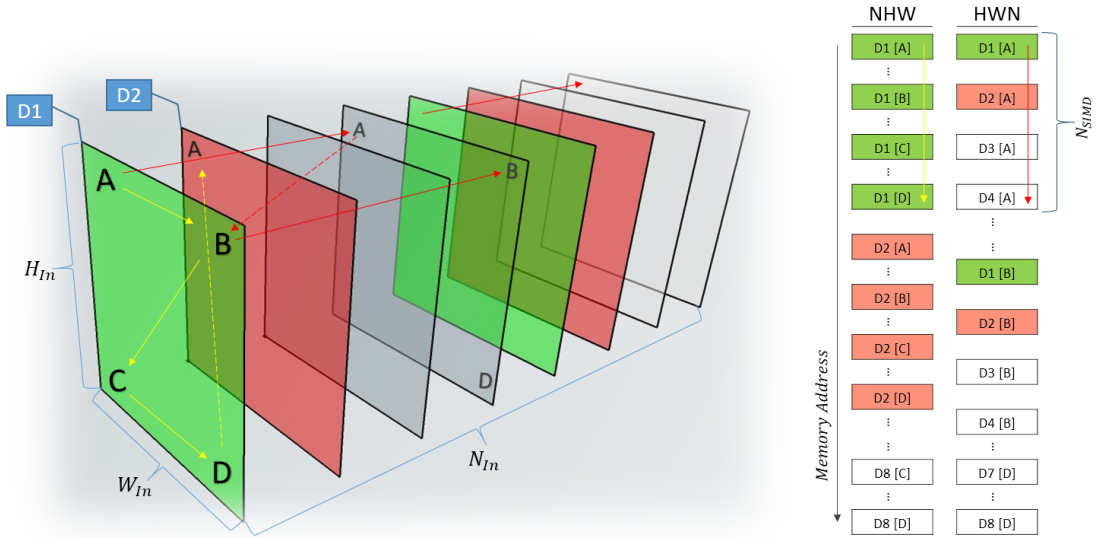 D1
D2
A
A
A
B
B
C
D
D
H_In
W_In
N_In
NHW
HWN
D1 [A]
D1 [A]
⋮
D1 [B]
D2 [A]
⋮
D1 [C]
D3 [A]
⋮
D1 [D]
D4 [A]
⋮
D2 [A]
⋮
⋮
D1 [B]
D2 [B]
D2 [B]
⋮
D2 [C]
D3 [B]
⋮
D2 [D]
D4 [B]
⋮
⋮
⋮
D8 [C]
D7 [D]
⋮
⋮
D8 [D]
D8 [D]
Memory Address
N_SIMD